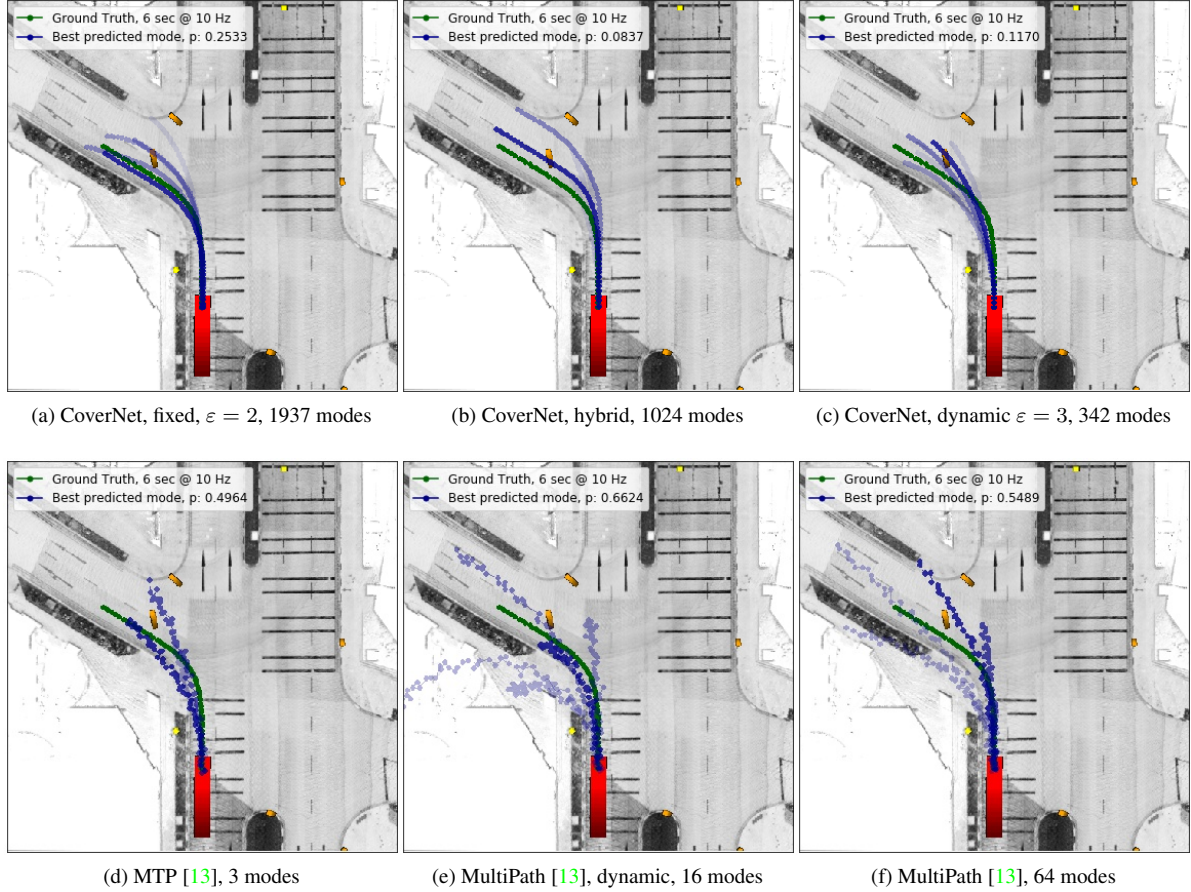 Ground Truth, 6 sec @ 10 Hz
Best predicted mode, p: 0.2533
Ground Truth, 6 sec @ 10 Hz
Best predicted mode, p: 0.0837
Ground Truth, 6 sec @ 10 Hz
Best predicted mode, p: 0.1170
(a) CoverNet, fixed, ε = 2, 1937 modes
(b) CoverNet, hybrid, 1024 modes
(c) CoverNet, dynamic ε = 3, 342 modes
Ground Truth, 6 sec @ 10 Hz
Best predicted mode, p: 0.4964
Ground Truth, 6 sec @ 10 Hz
Best predicted mode, p: 0.6624
Ground Truth, 6 sec @ 10 Hz
Best predicted mode, p: 0.5489
(d) MTP [13], 3 modes
(e) MultiPath [13], dynamic, 16 modes
(f) MultiPath [13], 64 modes